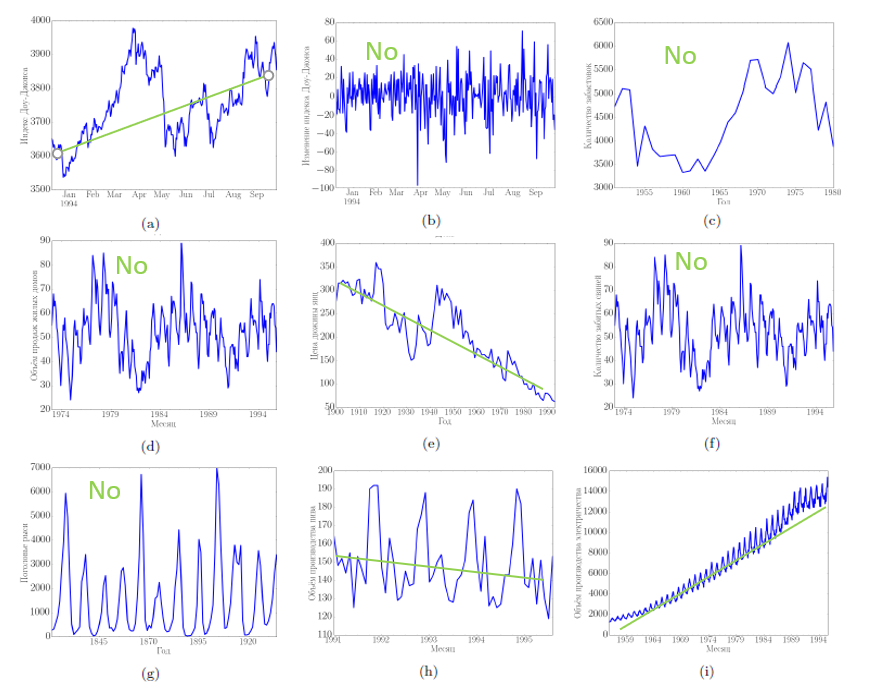 Индекс Доу-Джонса
4000
3900
3800
3700
3600
3500
Jan Feb Mar Apr May Jun Jul Aug Sep
1994
(a)
No
Изменение индекса Доу-Джонса
80
60
40
20
0
−20
−40
−60
−80
−100
Jan Feb Mar Apr May Jun Jul Aug Sep
1994
(b)
No
Количество забастовок
6500
6000
5500
5000
4500
4000
3500
3000
1955 1960 1965 1970 1975 1980
Год
(c)
No
Объём продаж жилых домов
90
80
70
60
50
40
30
20
1974 1979 1984 1989 1994
Месяц
(d)
Цена дюжины яиц
400
350
300
250
200
150
100
50
1900 1910 1920 1930 1940 1950 1960 1970 1980 1990
Год
(e)
No
Количество забитых свиней
90
80
70
60
50
40
30
20
1974 1979 1984 1989 1994
Месяц
(f)
No
рыси
7000
6000
5000
4000
3000
2000
1000
0
1845 1870 1895 1920
Год
(g)
Объём производства пива
200
190
180
170
160
150
140
130
120
110
1991 1992 1993 1994 1995
Месяц
(h)
Объём производства электричества
16000
14000
12000
10000
8000
6000
4000
2000
0
1959 1964 1969 1974 1979 1984 1989 1994
Месяц
(i)